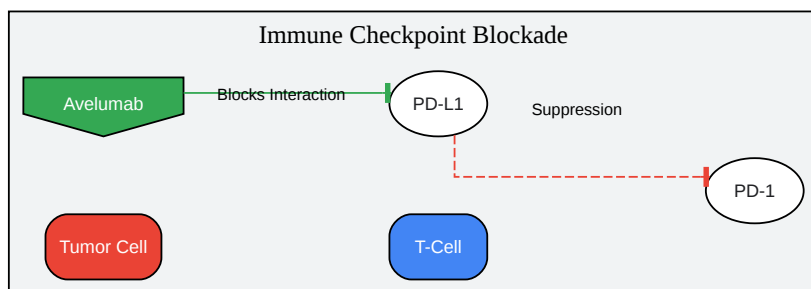 Immune Checkpoint Blockade
Avelumab
Blocks Interaction
PD-L1
Suppression
PD-1
Tumor Cell
T-Cell